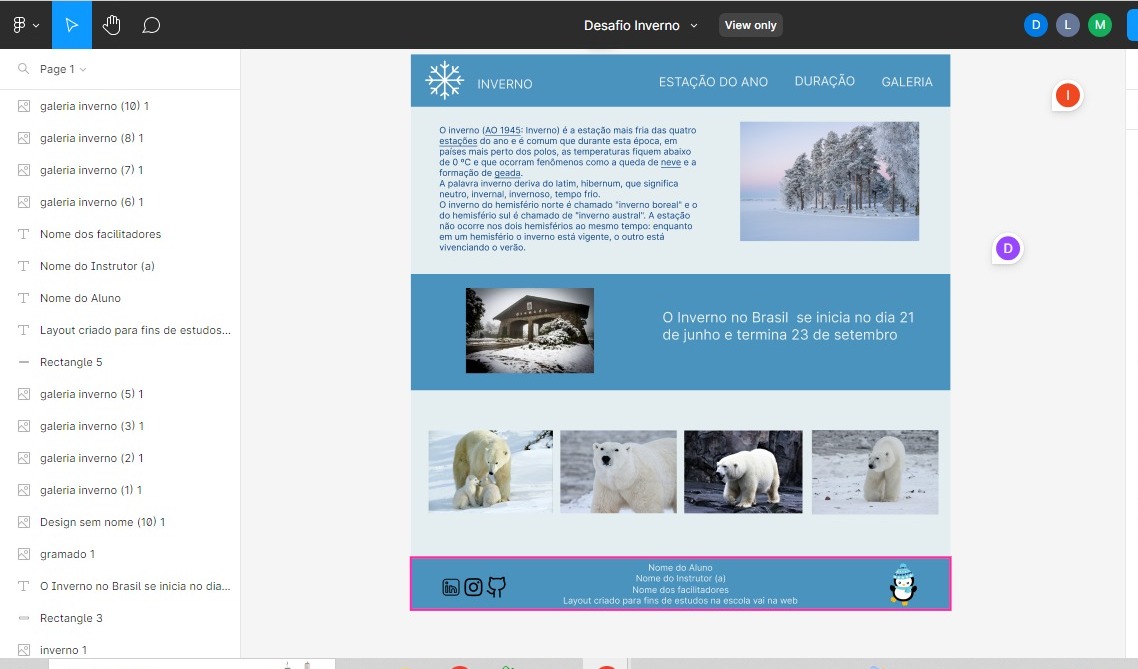 Desafio Inverno
View only
D
L
M
Page 1
galeria inverno (10) 1
galeria inverno (8) 1
galeria inverno (7) 1
galeria inverno (6) 1
Nome dos facilitadores
Nome do Instrutor (a)
Nome do Aluno
Layout criado para fins de estudos...
Rectangle 5
galeria inverno (5) 1
galeria inverno (3) 1
galeria inverno (2) 1
galeria inverno (1) 1
Design sem nome (10) 1
gramado 1
O Inverno no Brasil se inicia no dia...
Rectangle 3
inverno 1
INVERNO
ESTAÇÃO DO ANO
DURAÇÃO
GALERIA
O inverno (AO 1945: Inverno) é a estação mais fria das quatro
estações do ano e é comum que durante esta época, em
países mais perto dos polos, as temperaturas fiquem abaixo
de 0 ºC e que ocorram fenômenos como a queda de neve e a
formação de geada.
A palavra inverno deriva do latim, hibernum, que significa
neutro, invernal, invernoso, tempo frio.
O inverno do hemisfério norte é chamado "inverno boreal" e o
do hemisfério sul é chamado de "inverno austral". A estação
não ocorre nos dois hemisférios ao mesmo tempo: enquanto
em um hemisfério o inverno está vigente, o outro está
vivenciando o verão.
O Inverno no Brasil se inicia no dia 21
de junho e termina 23 de setembro
in
Nome do Aluno
Nome do Instrutor (a)
Nome dos facilitadores
Layout criado para fins de estudos na escola vai na web
I
D